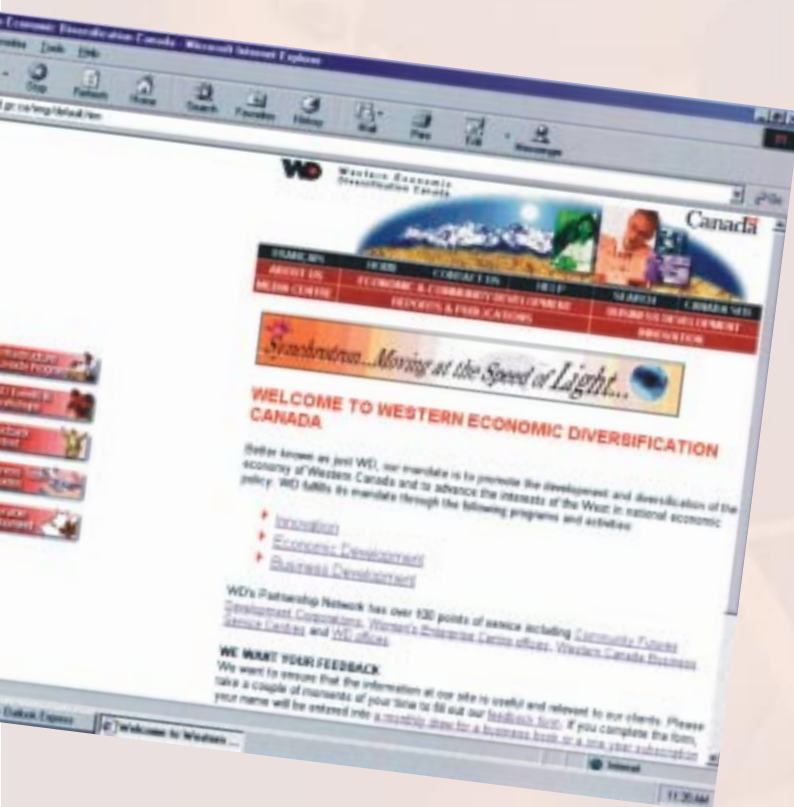 Economic Diversification Canada - Microsoft Internet Explorer
Tools Help
Stop Refresh Home Search Favorites History Mail Print Edit Messenger
WD Western Economic
Diversification Canada
Canada
FRANÇAIS HOME CONTACT US HELP SEARCH CANADA SITE
ABOUT US ECONOMIC & COMMUNITY DEVELOPMENT BUSINESS DEVELOPMENT
MEDIA CENTRE REPORTS & PUBLICATIONS INNOVATION
Synchrotron...Moving at the Speed of Light...
WELCOME TO WESTERN ECONOMIC DIVERSIFICATION
CANADA
Better known as just WD, our mandate is to promote the development and diversification of the
economy of Western Canada and to advance the interests of the West in national economic
policy. WD fulfills its mandate through the following programs and activities:
Innovation
Economic Development
Business Development
WD's Partnership Network has over 100 points of service including Community Futures
Development Corporations, Women's Enterprise Centre offices, Western Canada Business
Service Centres and WD offices.
WE WANT YOUR FEEDBACK
We want to ensure that the information at our site is useful and relevant to our clients. Please
take a couple of moments of your time to fill out our feedback form. If you complete the form,
your name will be entered into a monthly draw for a business book or a one year subscription
Outlook Express Welcome to Western ...
Internet
11:35 AM